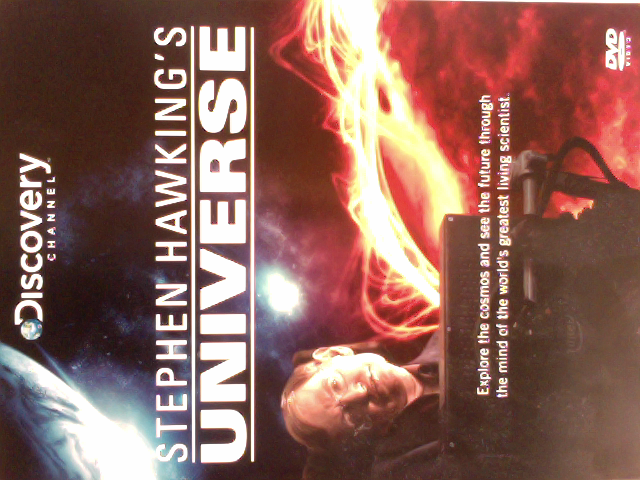 Discovery
CHANNEL
STEPHEN HAWKING'S
UNIVERSE
Explore the cosmos and see the future through
the mind of the world's greatest living scientist.
DVD
VIDEO